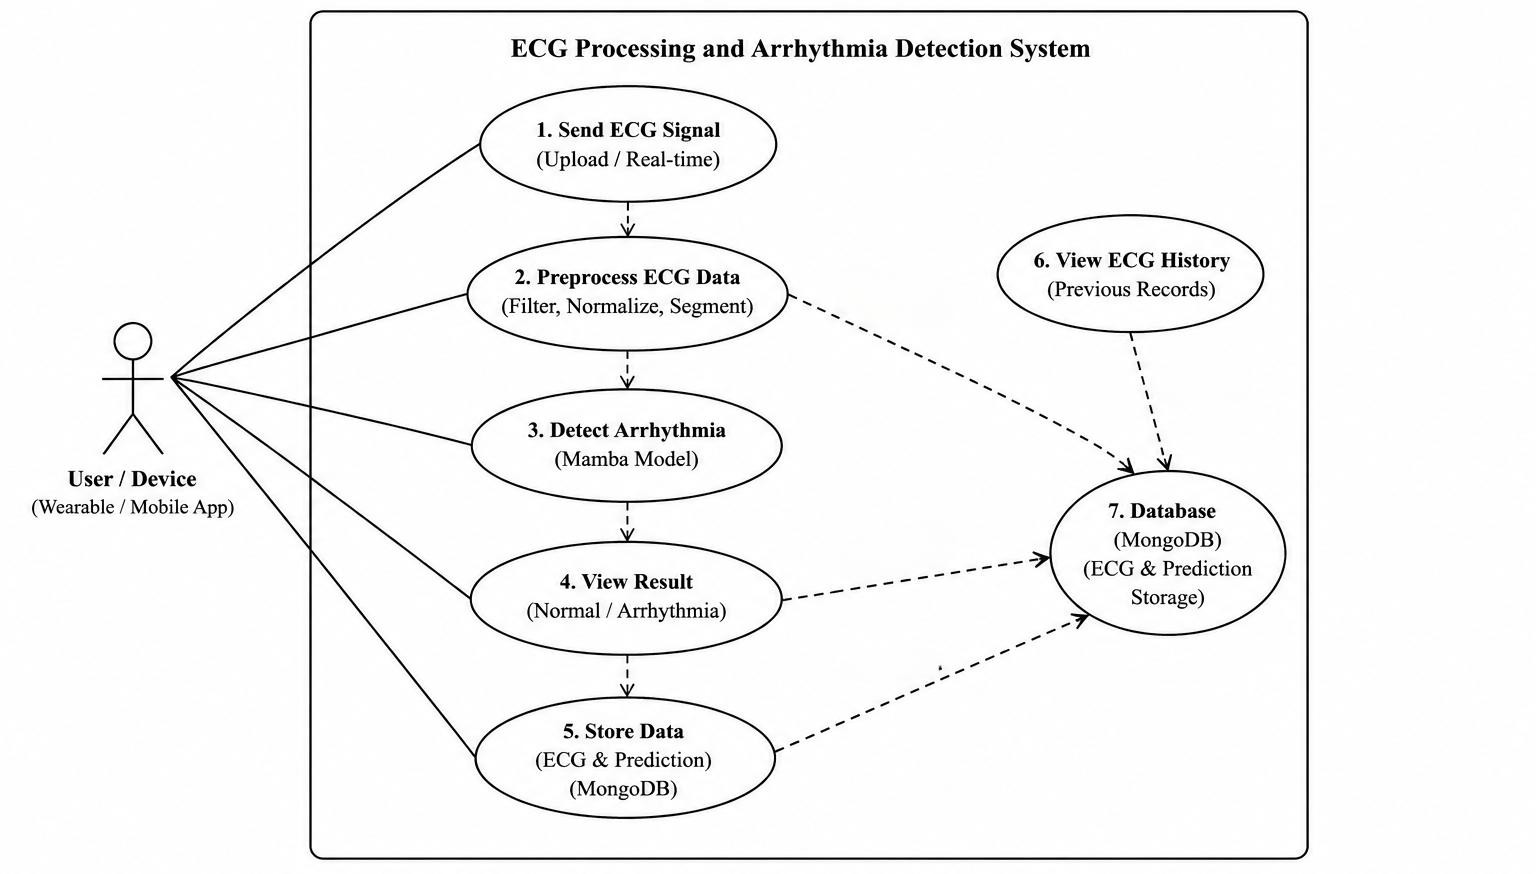 ECG Processing and Arrhythmia Detection System
1. Send ECG Signal
(Upload / Real-time)
2. Preprocess ECG Data
(Filter, Normalize, Segment)
6. View ECG History
(Previous Records)
3. Detect Arrhythmia
(Mamba Model)
User / Device
(Wearable / Mobile App)
7. Database
(MongoDB)
(ECG & Prediction
Storage)
4. View Result
(Normal / Arrhythmia)
5. Store Data
(ECG & Prediction)
(MongoDB)